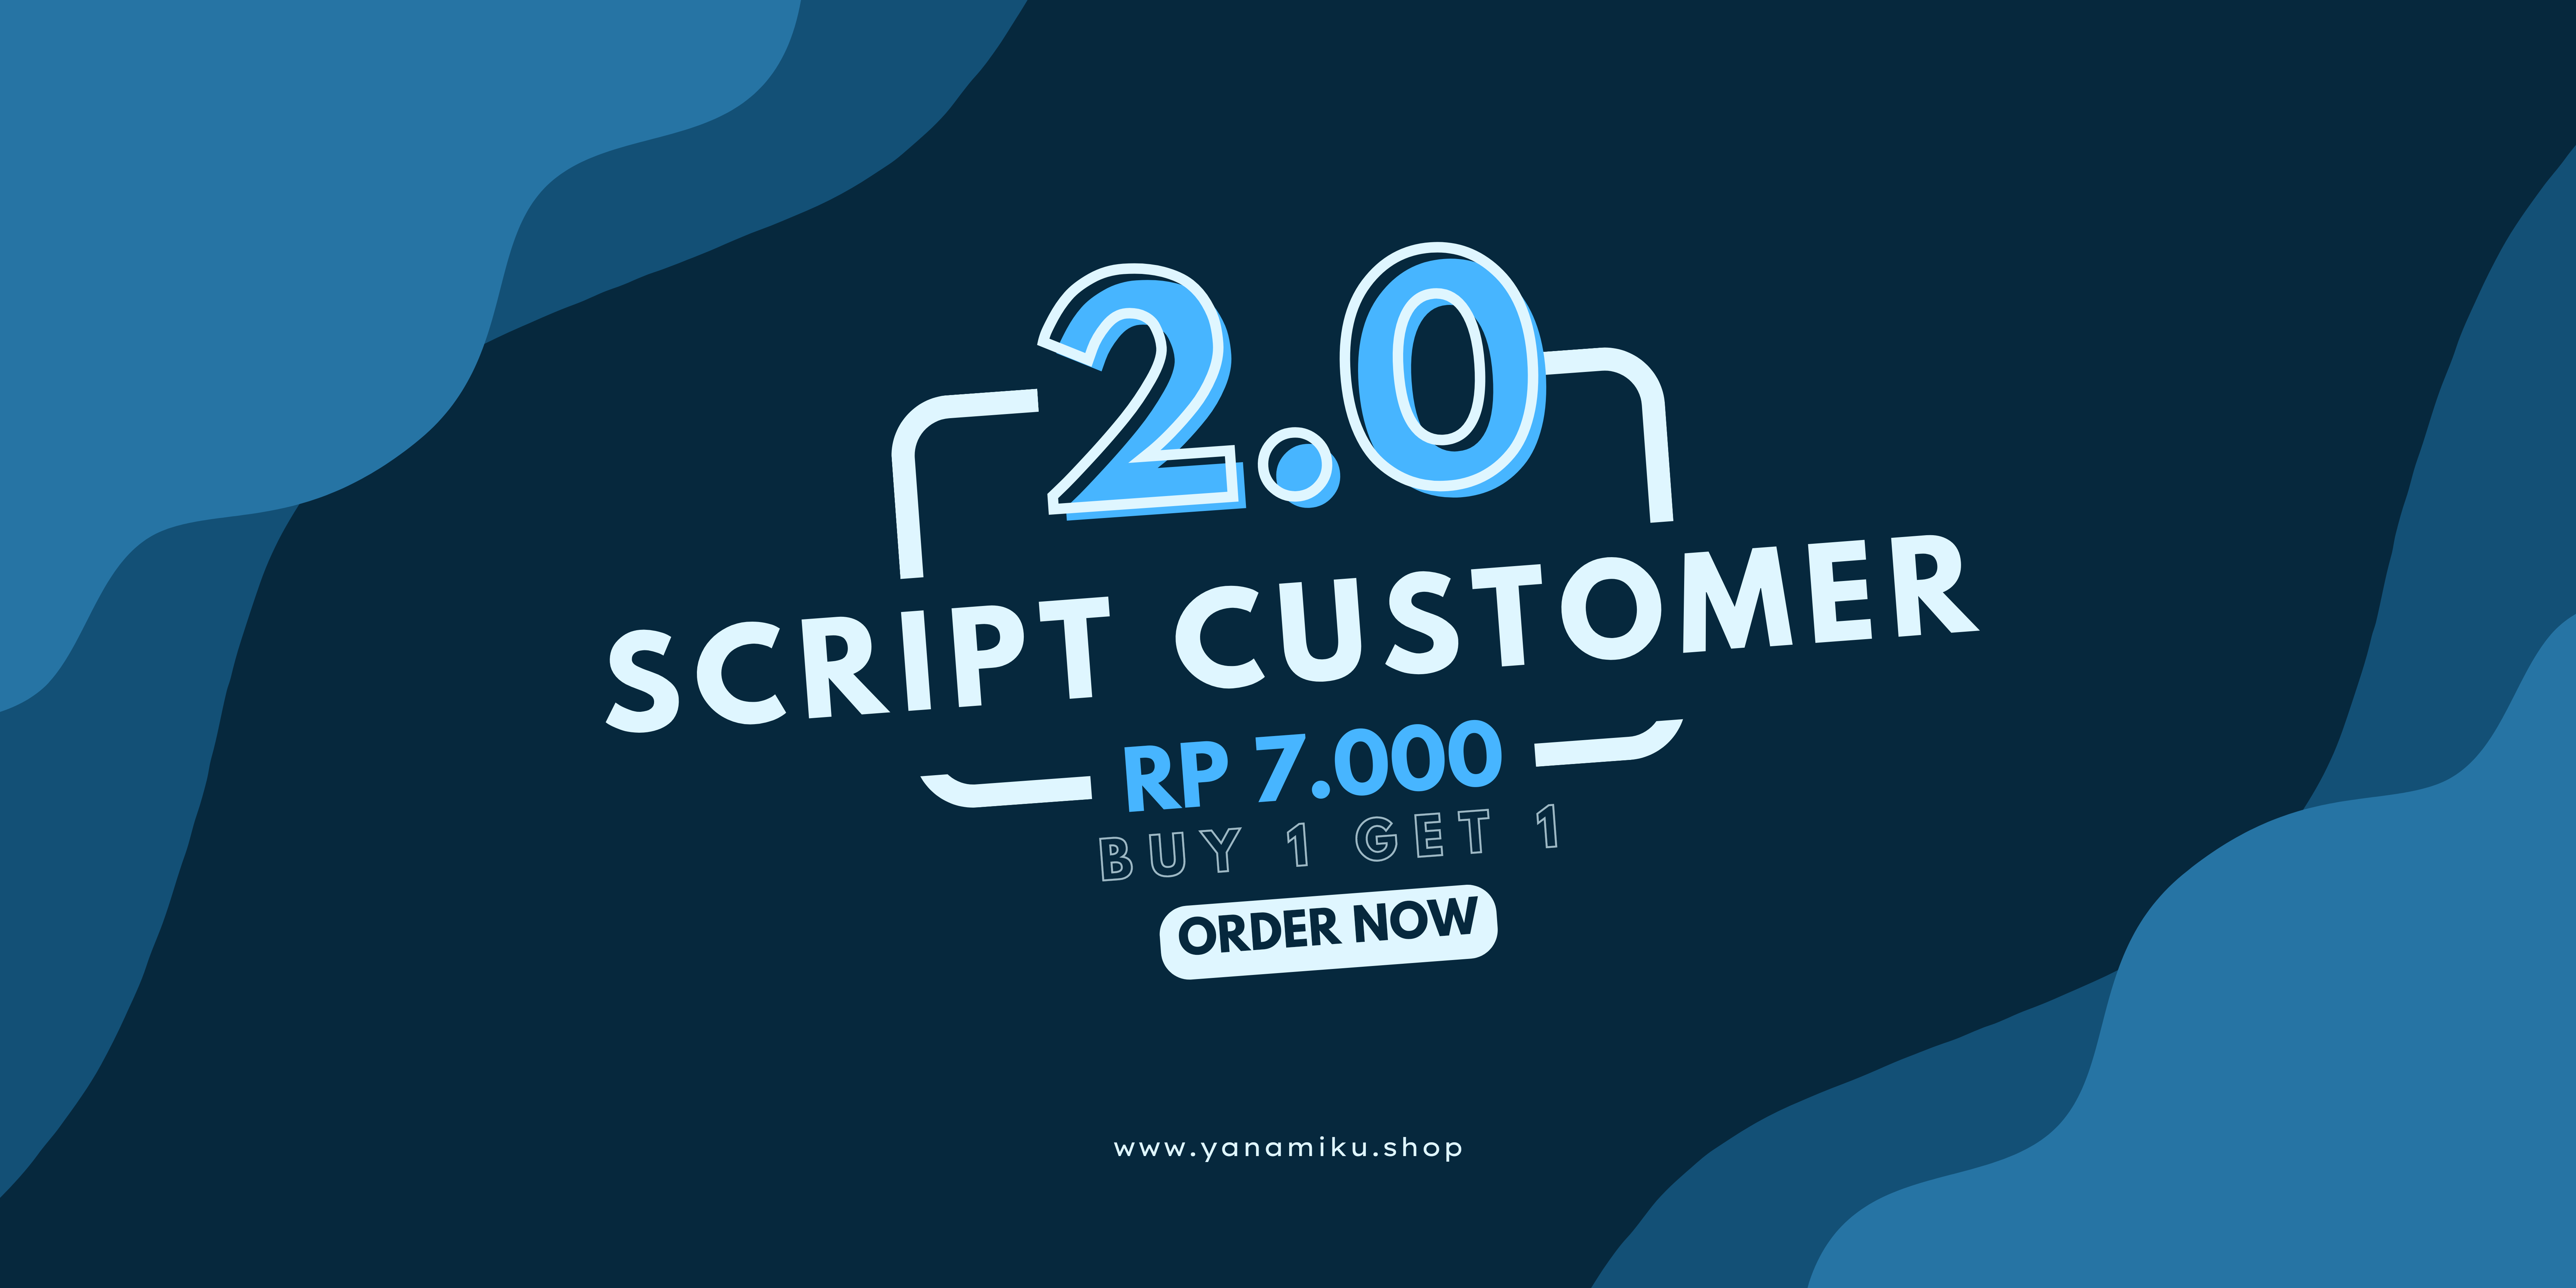 2.0
SCRIPT CUSTOMER
RP 7.000
BUY 1 GET 1
ORDER NOW
www.yanamiku.shop